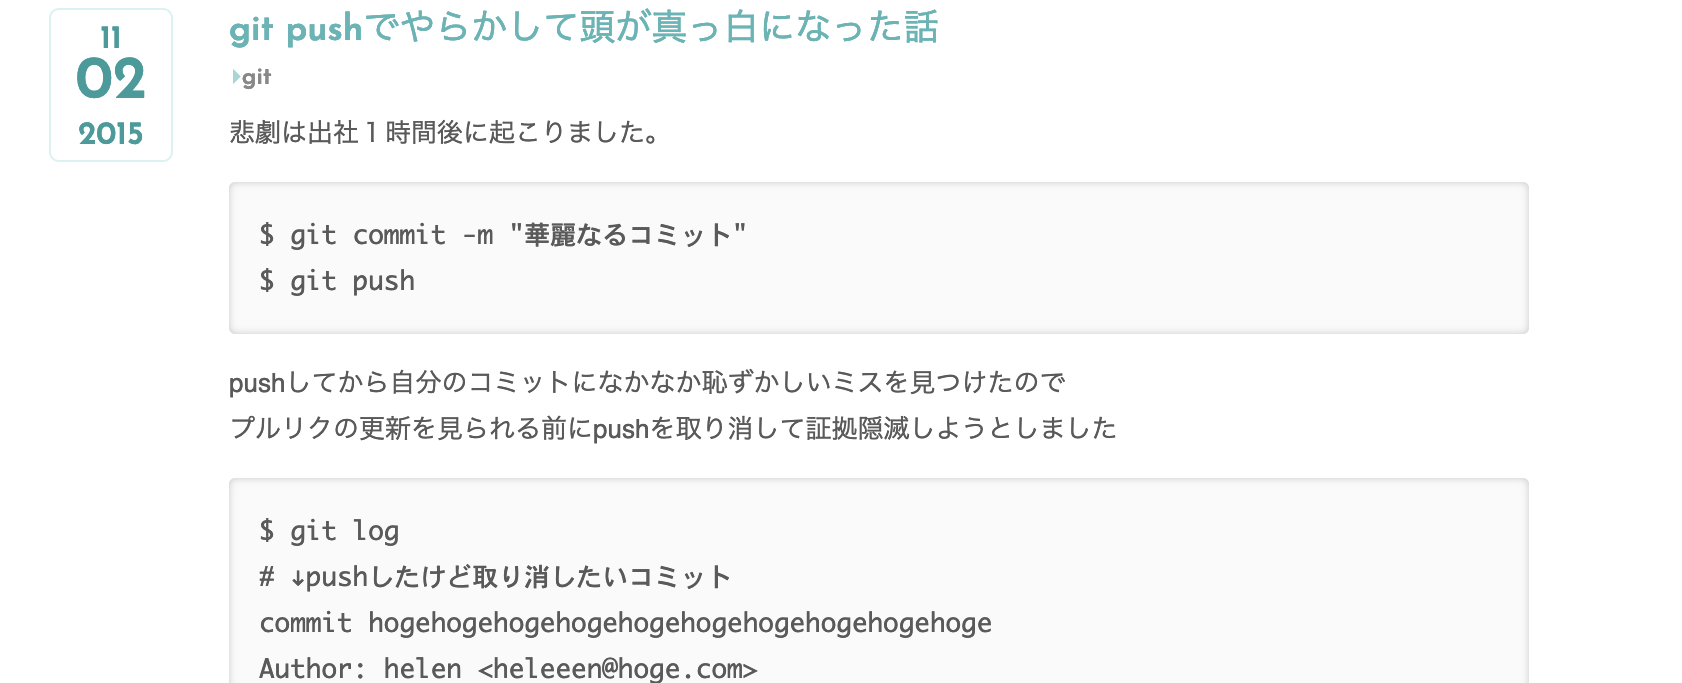 11
02
2015
git pushでやらかして頭が真っ白になった話
git
悲劇は出社１時間後に起こりました。
$ git commit -m "華麗なるコミット"
$ git push
pushしてから自分のコミットになかなか恥ずかしいミスを見つけたので
プルリクの更新を見られる前にpushを取り消して証拠隠滅しようとしました
$ git log
# ↓pushしたけど取り消したいコミット
commit hogehogehogehogehogehogehogehogehogehoge
Author: helen <heleeen@hoge.com>